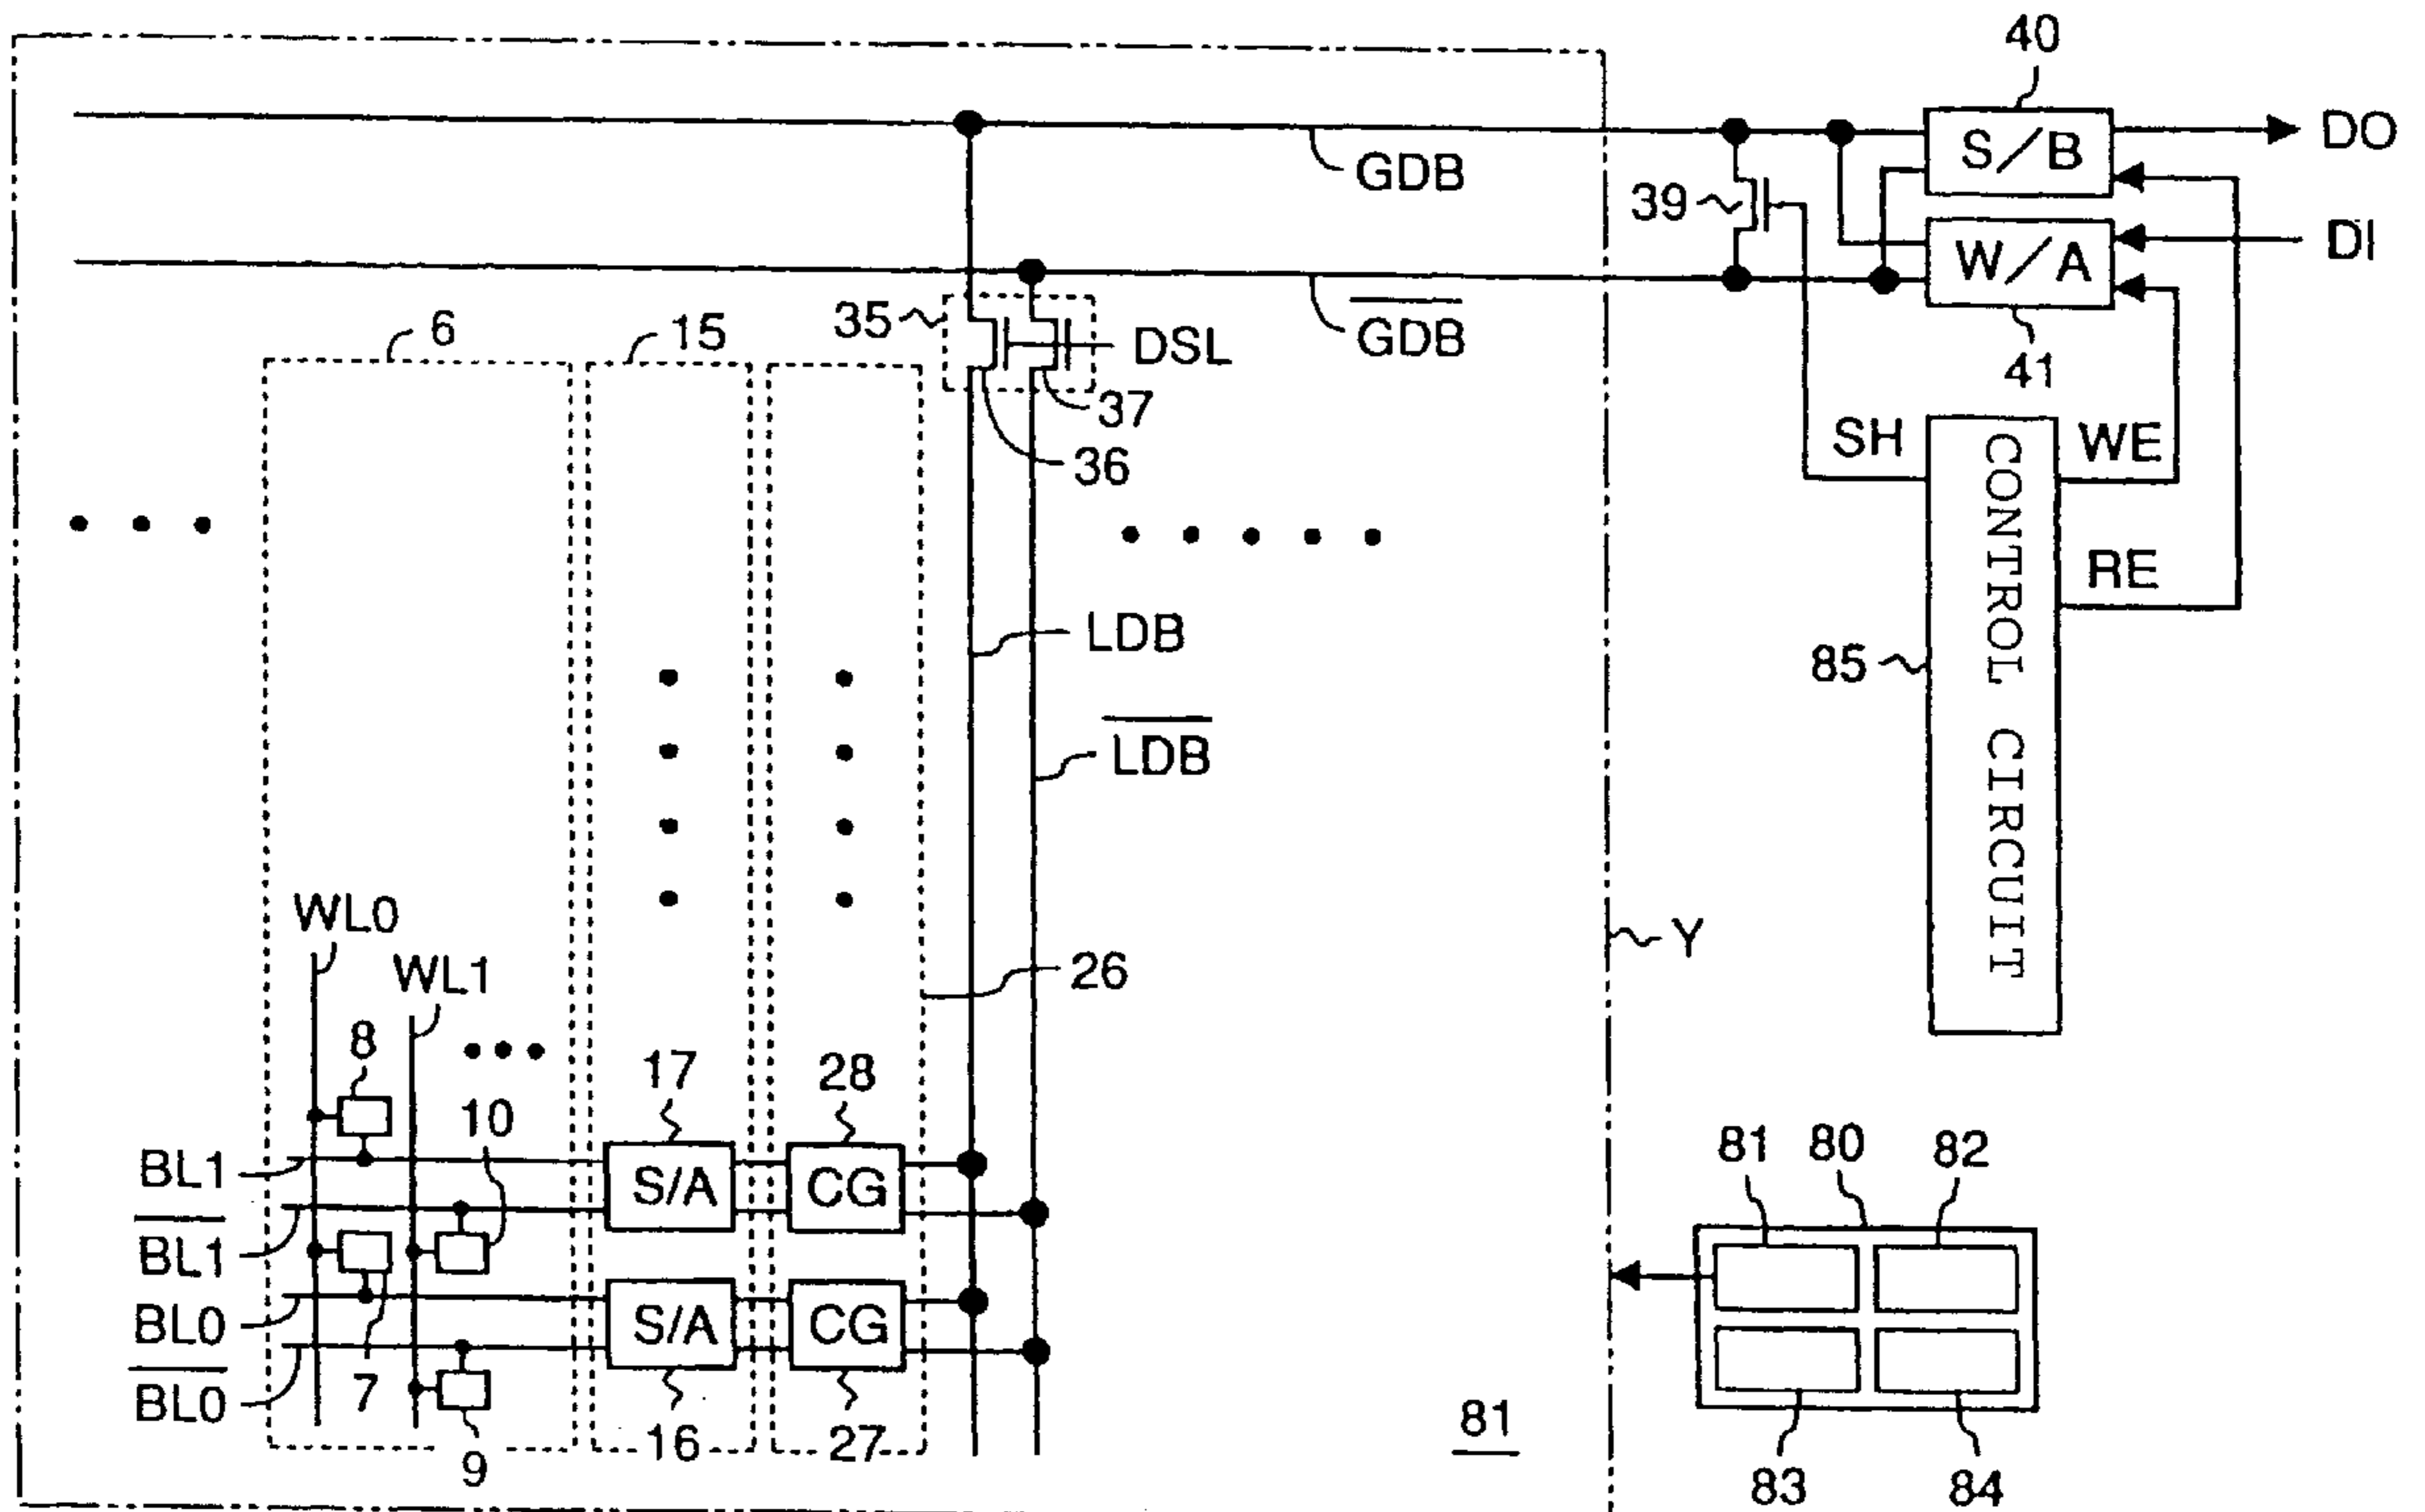 40
S/B
DO
GDB
39
W/A
DI
41
GDB
6
15
35
DSL
37
36
SH
WE
RE
CONTROL CIRCUIT
85
LDB
LDB
26
Y
WL0
WL1
8
10
17
28
BL1
S/A
CG
BL1
BL0
S/A
CG
BL0
7
9
16
27
81
81
80
82
83
84